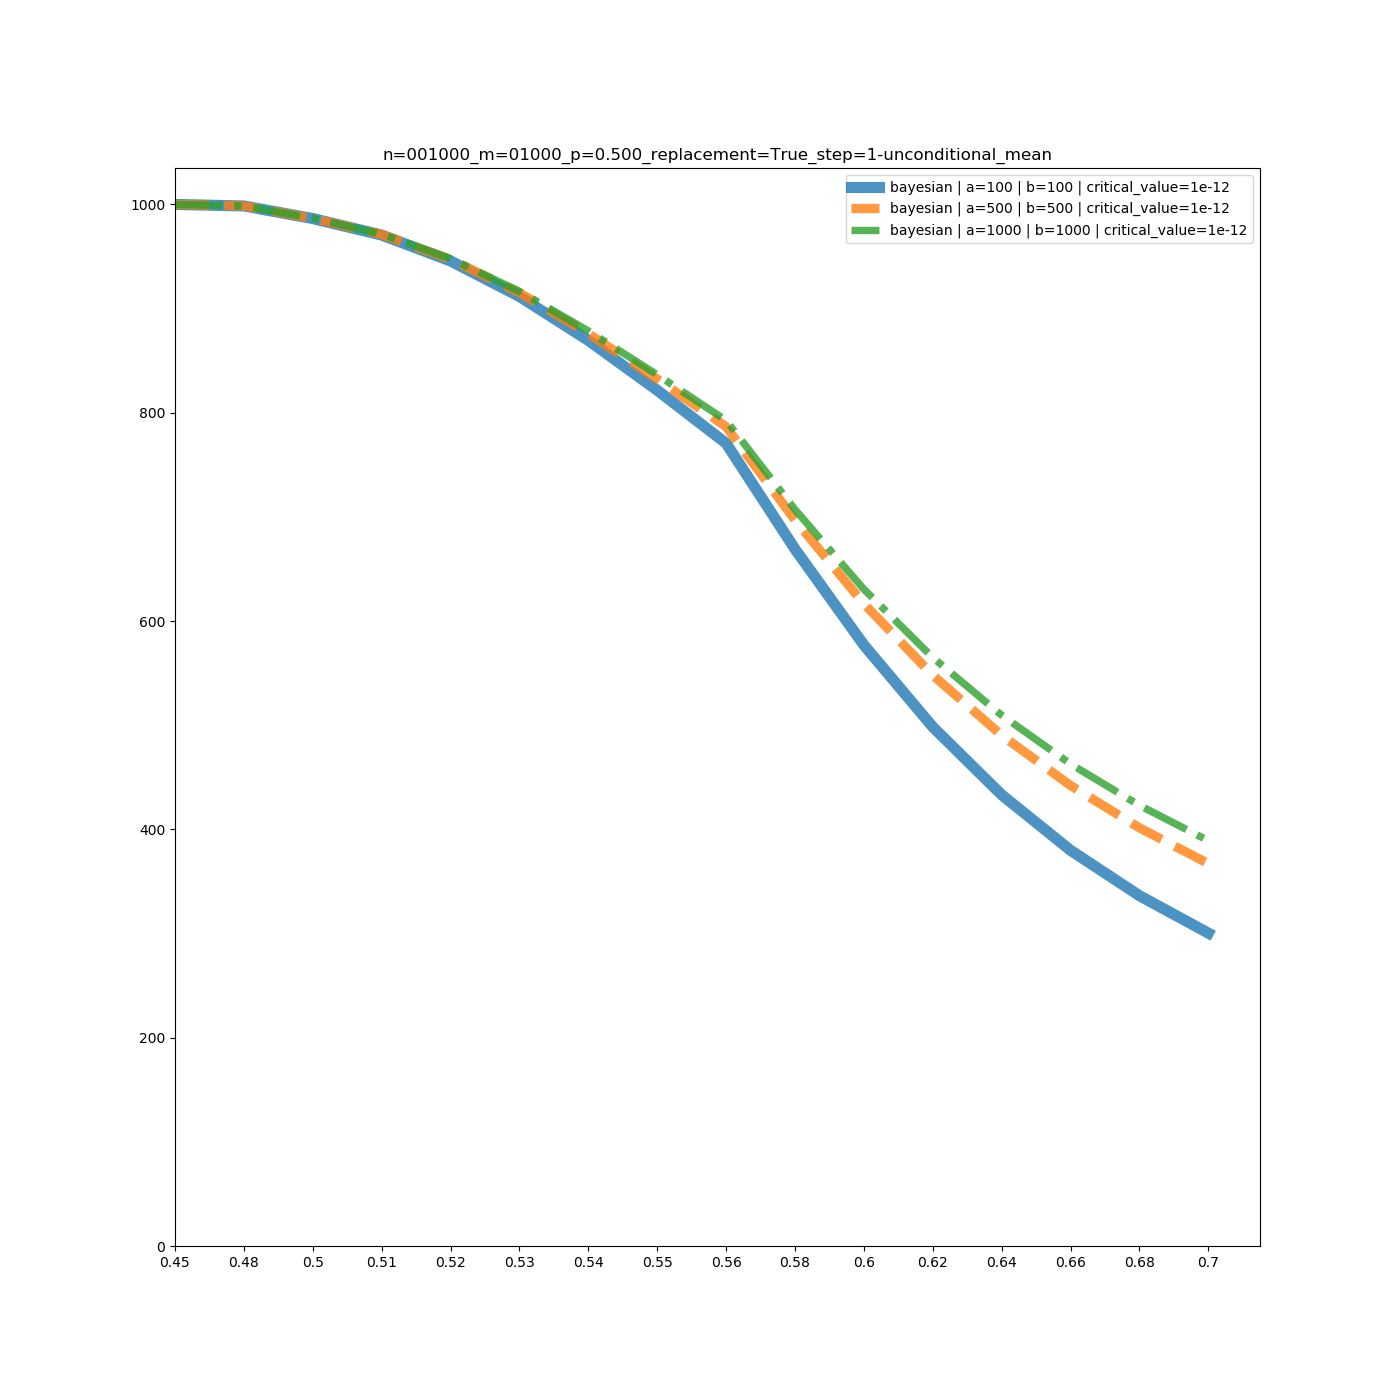 n=001000_m=01000_p=0.500_replacement=True_step=1-unconditional_mean
bayesian | a=100 | b=100 | critical_value=1e-12
bayesian | a=500 | b=500 | critical_value=1e-12
bayesian | a=1000 | b=1000 | critical_value=1e-12
1000
800
600
400
200
0
0.45 0.48 0.5 0.51 0.52 0.53 0.54 0.55 0.56 0.58 0.6 0.62 0.64 0.66 0.68 0.7